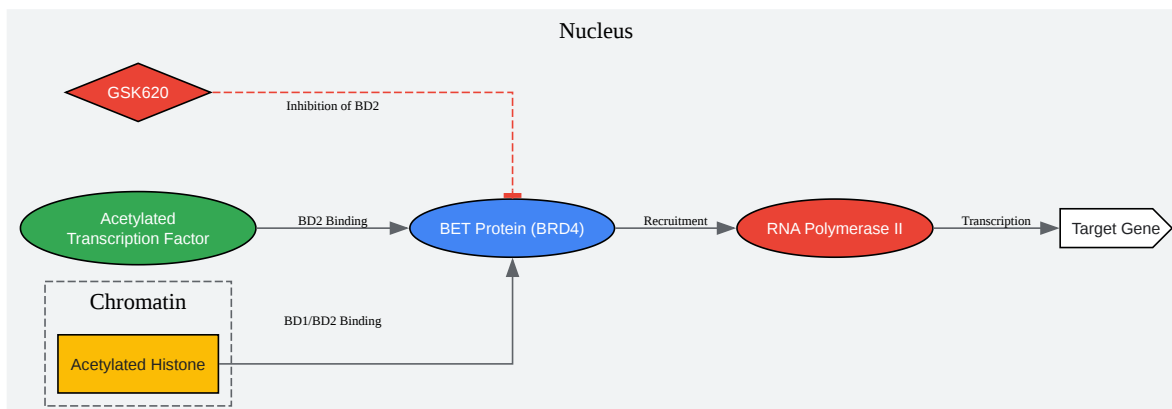 Nucleus
GSK620
Inhibition of BD2
Acetylated
Transcription Factor
BD2 Binding
BET Protein (BRD4)
Recruitment
RNA Polymerase II
Transcription
Target Gene
Chromatin
BD1/BD2 Binding
Acetylated Histone